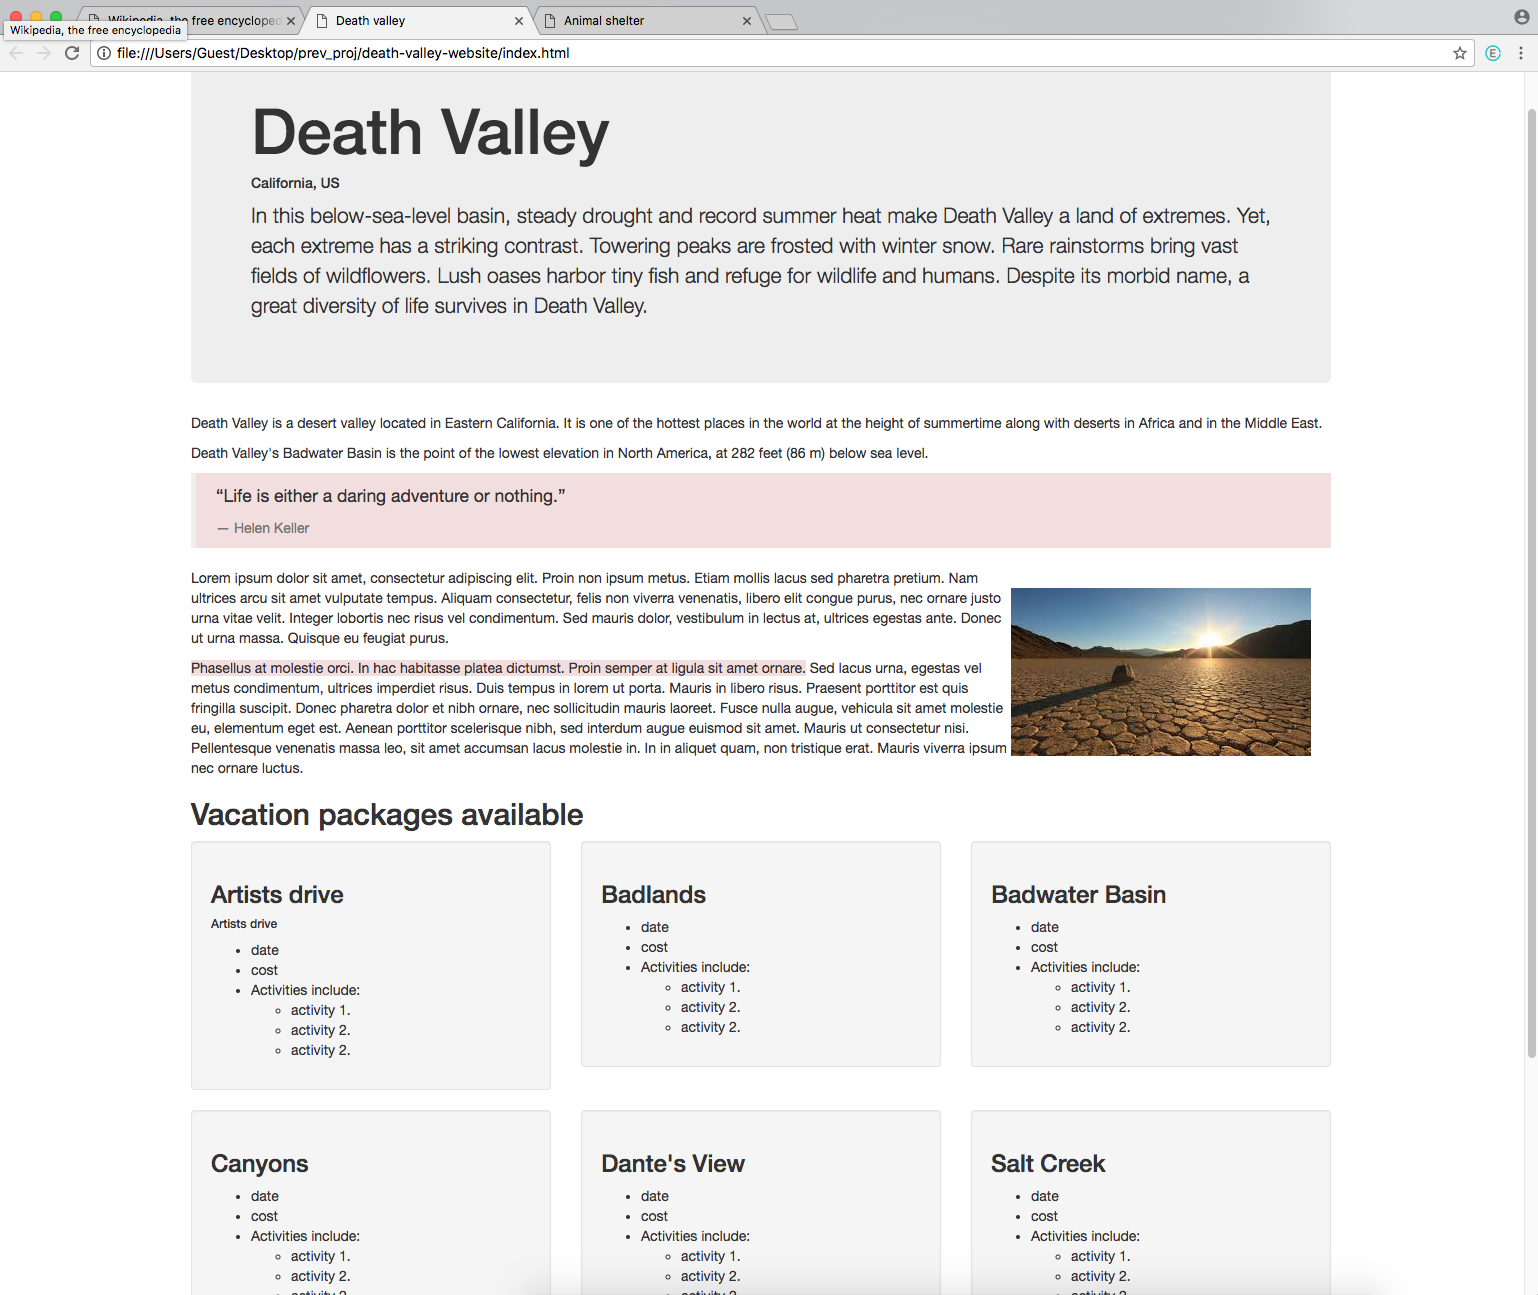 Wikipedia, the free encyclopedia
Death valley
Animal shelter
Wikipedia, the free encyclopedia
file:///Users/Guest/Desktop/prev_proj/death-valley-website/index.html
Death Valley
California, US
In this below-sea-level basin, steady drought and record summer heat make Death Valley a land of extremes. Yet,
each extreme has a striking contrast. Towering peaks are frosted with winter snow. Rare rainstorms bring vast
fields of wildflowers. Lush oases harbor tiny fish and refuge for wildlife and humans. Despite its morbid name, a
great diversity of life survives in Death Valley.
Death Valley is a desert valley located in Eastern California. It is one of the hottest places in the world at the height of summertime along with deserts in Africa and in the Middle East.
Death Valley's Badwater Basin is the point of the lowest elevation in North America, at 282 feet (86 m) below sea level.
“Life is either a daring adventure or nothing.”
— Helen Keller
Lorem ipsum dolor sit amet, consectetur adipiscing elit. Proin non ipsum metus. Etiam mollis lacus sed pharetra pretium. Nam
ultrices arcu sit amet vulputate tempus. Aliquam consectetur, felis non viverra venenatis, libero elit congue purus, nec ornare justo
urna vitae velit. Integer lobortis nec risus vel condimentum. Sed mauris dolor, vestibulum in lectus at, ultrices egestas ante. Donec
ut urna massa. Quisque eu feugiat purus.
Phasellus at molestie orci. In hac habitasse platea dictumst. Proin semper at ligula sit amet ornare. Sed lacus urna, egestas vel
metus condimentum, ultrices imperdiet risus. Duis tempus in lorem ut porta. Mauris in libero risus. Praesent porttitor est quis
fringilla suscipit. Donec pharetra dolor et nibh ornare, nec sollicitudin mauris laoreet. Fusce nulla augue, vehicula sit amet molestie
eu, elementum eget est. Aenean porttitor scelerisque nibh, sed interdum augue euismod sit amet. Mauris ut consectetur nisi.
Pellentesque venenatis massa leo, sit amet accumsan lacus molestie in. In in aliquet quam, non tristique erat. Mauris viverra ipsum
nec ornare luctus.
Vacation packages available
Artists drive
Artists drive
date
cost
Activities include:
activity 1.
activity 2.
activity 2.
Badlands
date
cost
Activities include:
activity 1.
activity 2.
activity 2.
Badwater Basin
date
cost
Activities include:
activity 1.
activity 2.
activity 2.
Canyons
date
cost
Activities include:
activity 1.
activity 2.
Dante's View
date
cost
Activities include:
activity 1.
activity 2.
Salt Creek
date
cost
Activities include:
activity 1.
activity 2.